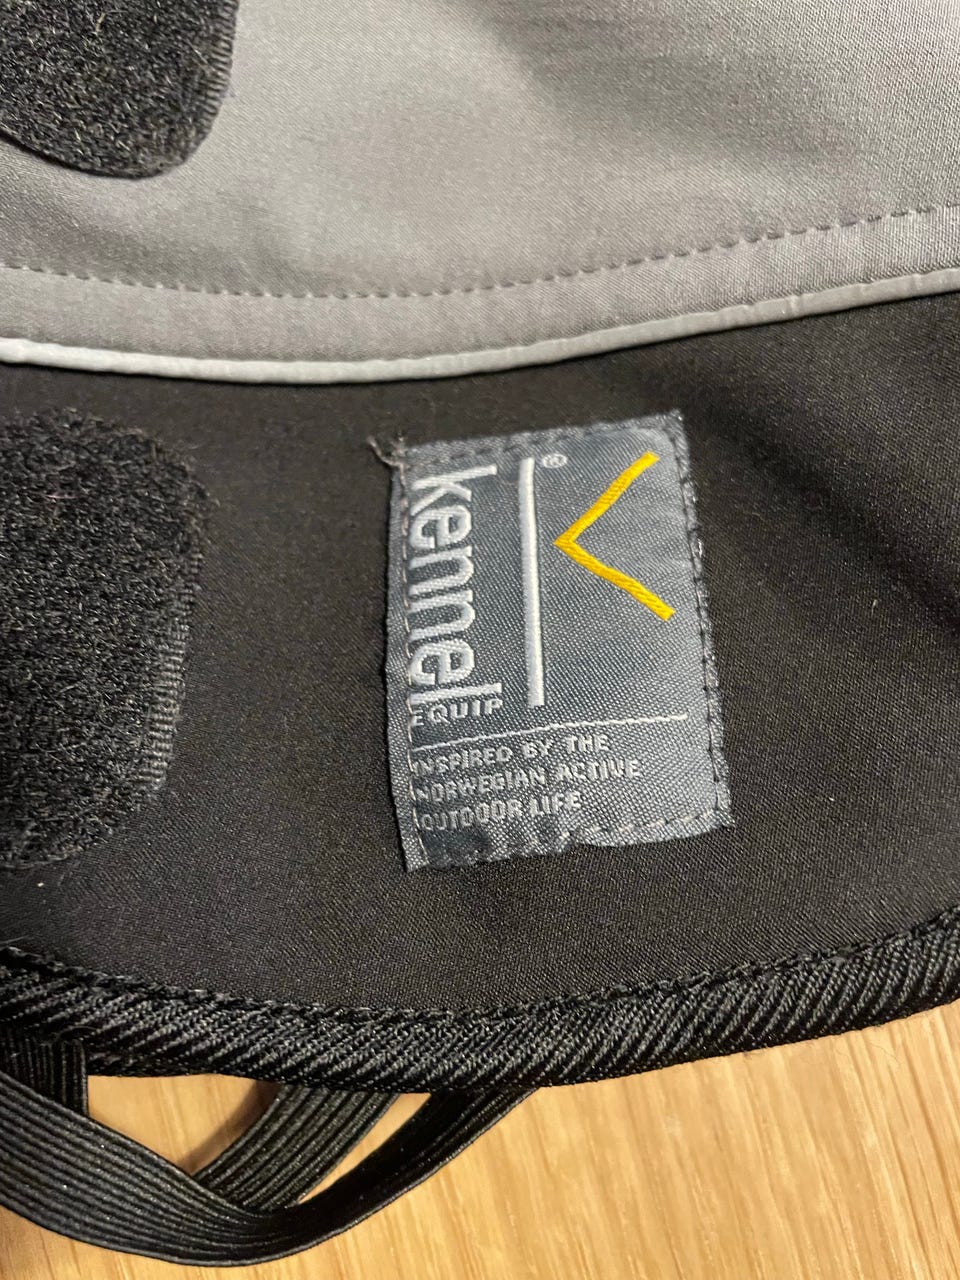 kennel
EQUIP
®
INSPIRED BY THE
NORWEGIAN ACTIVE
OUTDOOR LIFE